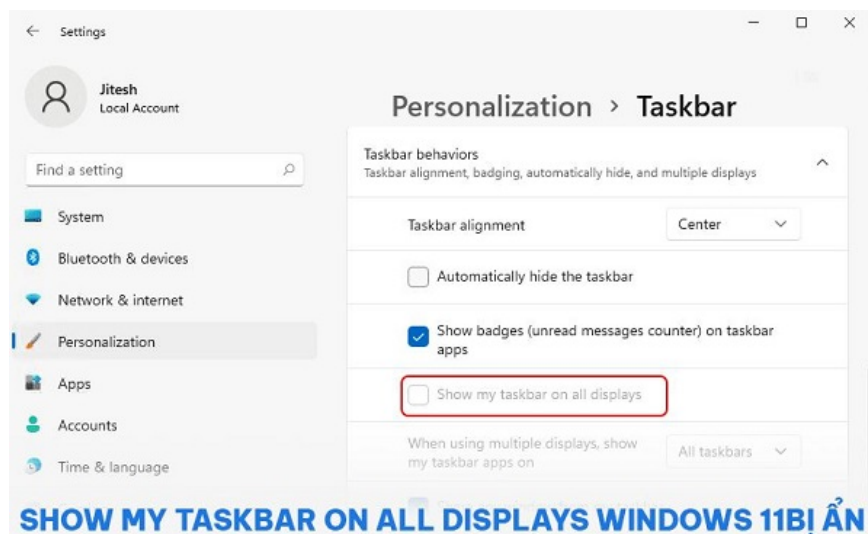 Settings
Jitesh
Local Account
Find a setting
System
Bluetooth & devices
Network & internet
Personalization
Apps
Accounts
Time & language
Personalization > Taskbar
Taskbar behaviors
Taskbar alignment, badging, automatically hide, and multiple displays
Taskbar alignment
Center
Automatically hide the taskbar
Show badges (unread messages counter) on taskbar
apps
Show my taskbar on all displays
When using multiple displays, show
my taskbar apps on
All taskbars
SHOW MY TASKBAR ON ALL DISPLAYS WINDOWS 11BỊ ẨN